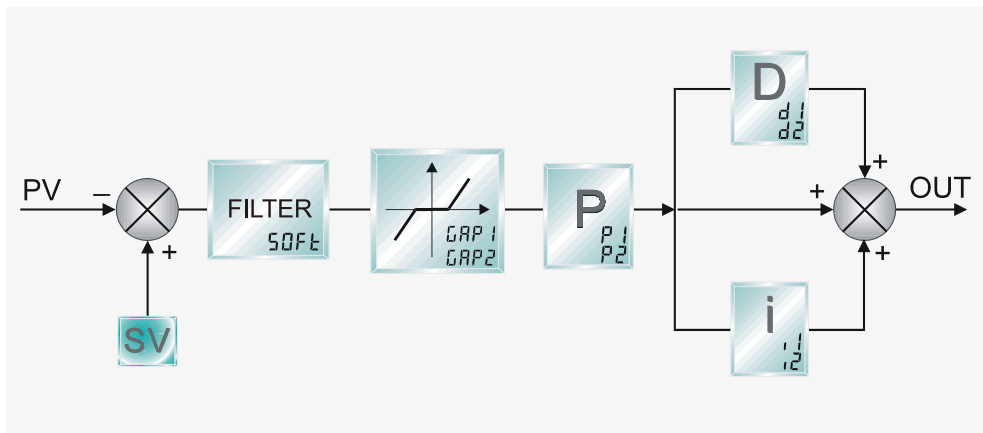 PV
−
+
SV
FILTER
SOFt
GAP1
GAP2
P
P1
P2
D
d1
d2
i
i1
i2
+
+
+
OUT